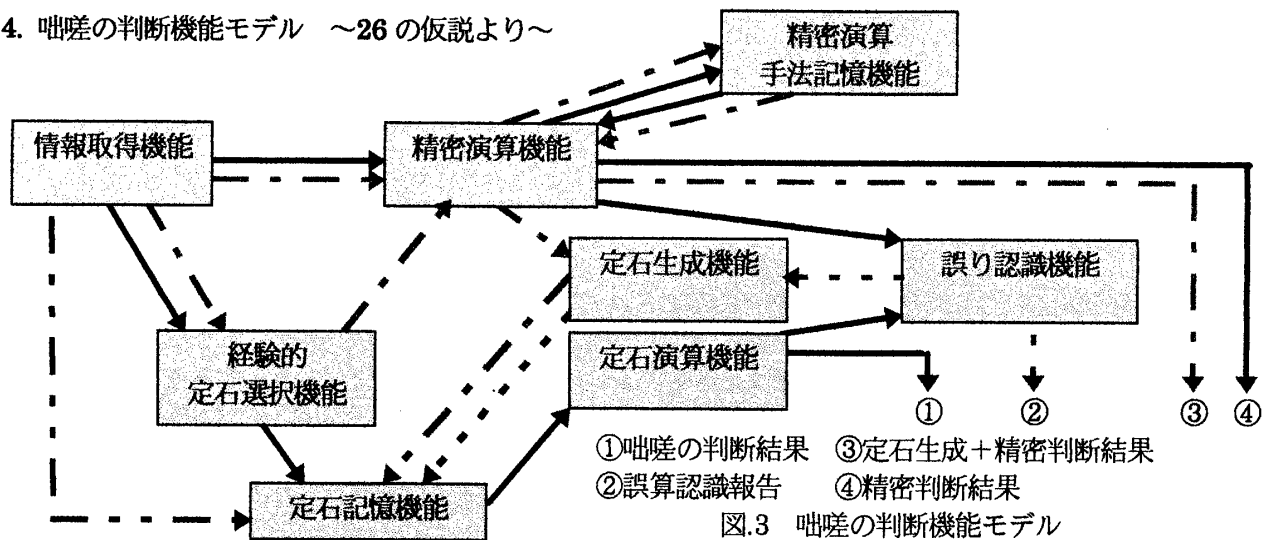 4. 咄嗟の判断機能モデル　～26 の仮説より～
精密演算
手法記憶機能
情報取得機能
精密演算機能
定石生成機能
誤り認識機能
経験的
定石選択機能
定石演算機能
① ② ③ ④
①咄嗟の判断結果　③定石生成＋精密判断結果
②誤算認識報告　④精密判断結果
定石記憶機能
図.3　咄嗟の判断機能モデル